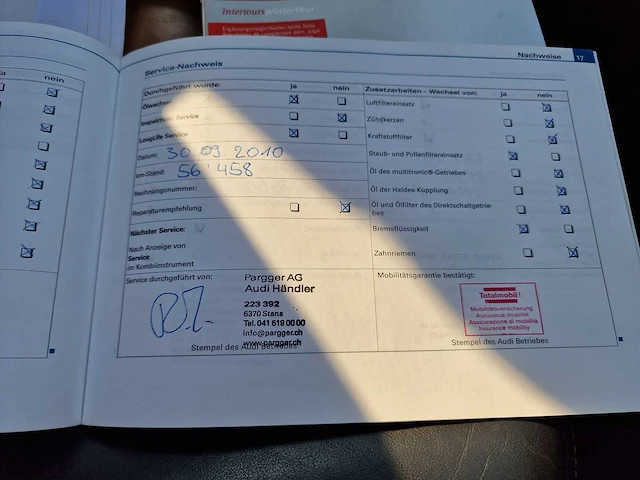 Intertours winterthur
ja
nein
Service-Nachweis
Nachweise 17
Durchgeführt wurde: ja nein
Ölwechsel
Inspektions Service
LongLife Service
Datum: 30.09.2010
km-Stand: 56'458
Rechnungsnummer:
Reparaturempfehlung
Nächster Service:
Nach Anzeige von
Service
im Kombiinstrument
Service durchgeführt von:
Pargger AG
Audi Händler
223 392
6370 Stans
Tel. 041 619 00 00
info@pargger.ch
www.pargger.ch
Stempel des Audi Betriebes
Zusatzarbeiten - Wechsel von: ja nein
Luftfiltereinsatz
Zündkerzen
Kraftstofffilter
Staub- und Pollenfiltereinsatz
Öl des multitronic®-Getriebes
Öl der Haldex-Kupplung
Öl und Ölfilter des Direktschaltgetrie-
bes
Bremsflüssigkeit
Zahnriemen
Mobilitätsgarantie bestätigt:
Totalmobil!
Mobilitätsversicherung
Assurance mobilité
Assicurazione di mobilità
Insurance mobility
Stempel des Audi Betriebes